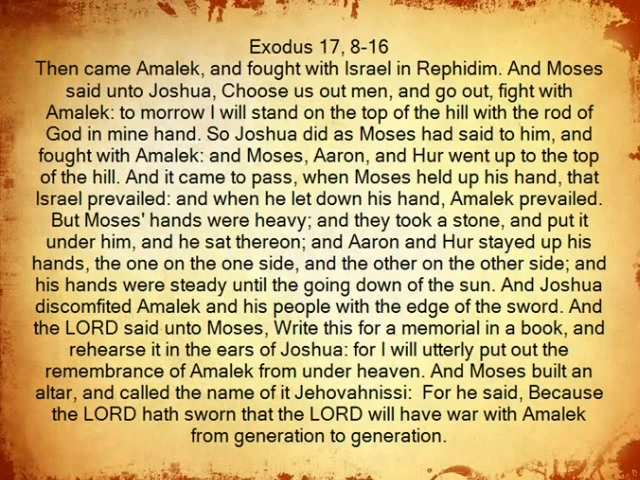 Exodus 17, 8-16
Then came Amalek, and fought with Israel in Rephidim. And Moses
said unto Joshua, Choose us out men, and go out, fight with
Amalek: to morrow I will stand on the top of the hill with the rod of
God in mine hand. So Joshua did as Moses had said to him, and
fought with Amalek: and Moses, Aaron, and Hur went up to the top
of the hill. And it came to pass, when Moses held up his hand, that
Israel prevailed: and when he let down his hand, Amalek prevailed.
But Moses' hands were heavy; and they took a stone, and put it
under him, and he sat thereon; and Aaron and Hur stayed up his
hands, the one on the one side, and the other on the other side; and
his hands were steady until the going down of the sun. And Joshua
discomfited Amalek and his people with the edge of the sword. And
the LORD said unto Moses, Write this for a memorial in a book, and
rehearse it in the ears of Joshua: for I will utterly put out the
remembrance of Amalek from under heaven. And Moses built an
altar, and called the name of it Jehovahnissi:  For he said, Because
the LORD hath sworn that the LORD will have war with Amalek
from generation to generation.